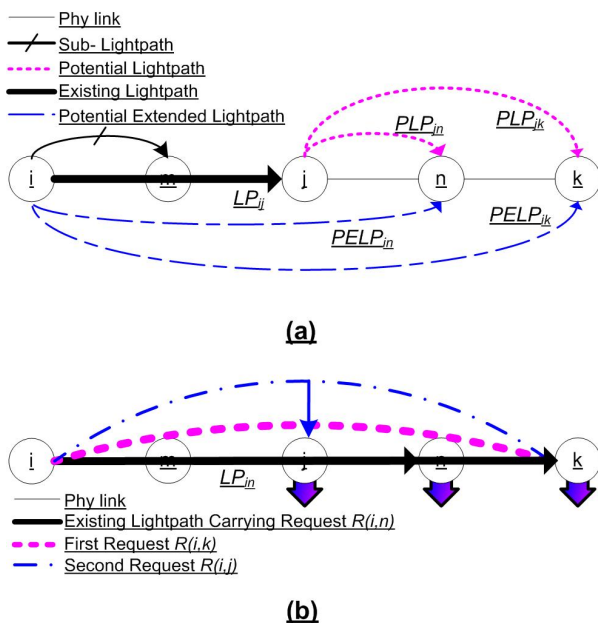 Phy link
Sub- Lightpath
Potential Lightpath
Existing Lightpath
Potential Extended Lightpath
PLPjn
PLPjk
i
m
j
n
k
LPij
PELPin
PELPik
(a)
i
m
j
n
k
LPin
Phy link
Existing Lightpath Carrying Request R(i,n)
First Request R(i,k)
Second Request R(i,j)
(b)